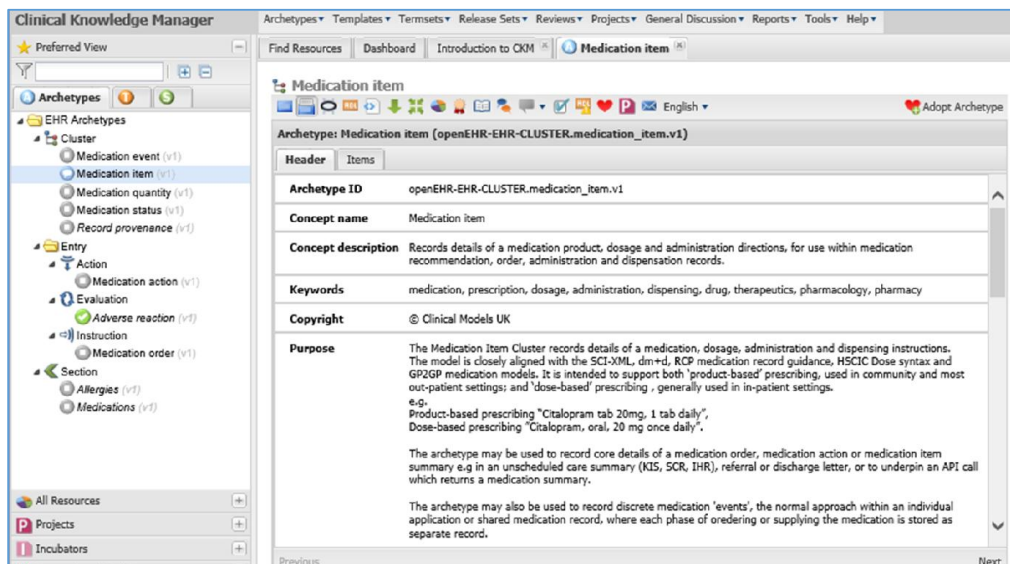 Clinical Knowledge Manager
Archetypes Templates Termsets Release Sets Reviews Projects General Discussion Reports Tools Help
Preferred View
Find Resources Dashboard Introduction to CKM Medication item
Archetypes T S
EHR Archetypes
Cluster
Medication event (v1)
Medication item (v1)
Medication quantity (v1)
Medication status (v1)
Record provenance (v1)
Entry
Action
Medication action (v1)
Evaluation
Adverse reaction (v1)
Instruction
Medication order (v1)
Section
Allergies (v1)
Medications (v1)
All Resources
Projects
Incubators
Medication item
English
Adopt Archetype
Archetype: Medication item (openEHR-EHR-CLUSTER.medication_item.v1)
Header Items
Archetype ID openEHR-EHR-CLUSTER.medication_item.v1
Concept name Medication item
Concept description Records details of a medication product, dosage and administration directions, for use within medication
recommendation, order, administration and dispensation records.
Keywords medication, prescription, dosage, administration, dispensing, drug, therapeutics, pharmacology, pharmacy
Copyright © Clinical Models UK
Purpose The Medication Item Cluster records details of a medication, dosage, administration and dispensing instructions.
The model is closely aligned with the SCI-XML, dm+d, RCP medication record guidance, HSCIC Dose syntax and
GP2GP medication models. It is intended to support both 'product-based' prescribing, used in community and most
out-patient settings; and 'dose-based' prescribing , generally used in in-patient settings.
e.g.
Product-based prescribing "Citalopram tab 20mg, 1 tab daily",
Dose-based prescribing "Citalopram, oral, 20 mg once daily".
The archetype may be used to record core details of a medication order, medication action or medication item
summary e.g in an unscheduled care summary (KIS, SCR, IHR), referral or discharge letter, or to underpin an API call
which returns a medication summary.
The archetype may also be used to record discrete medication 'events', the normal approach within an individual
application or shared medication record, where each phase of oredering or supplying the medication is stored as
separate record.
Previous Next